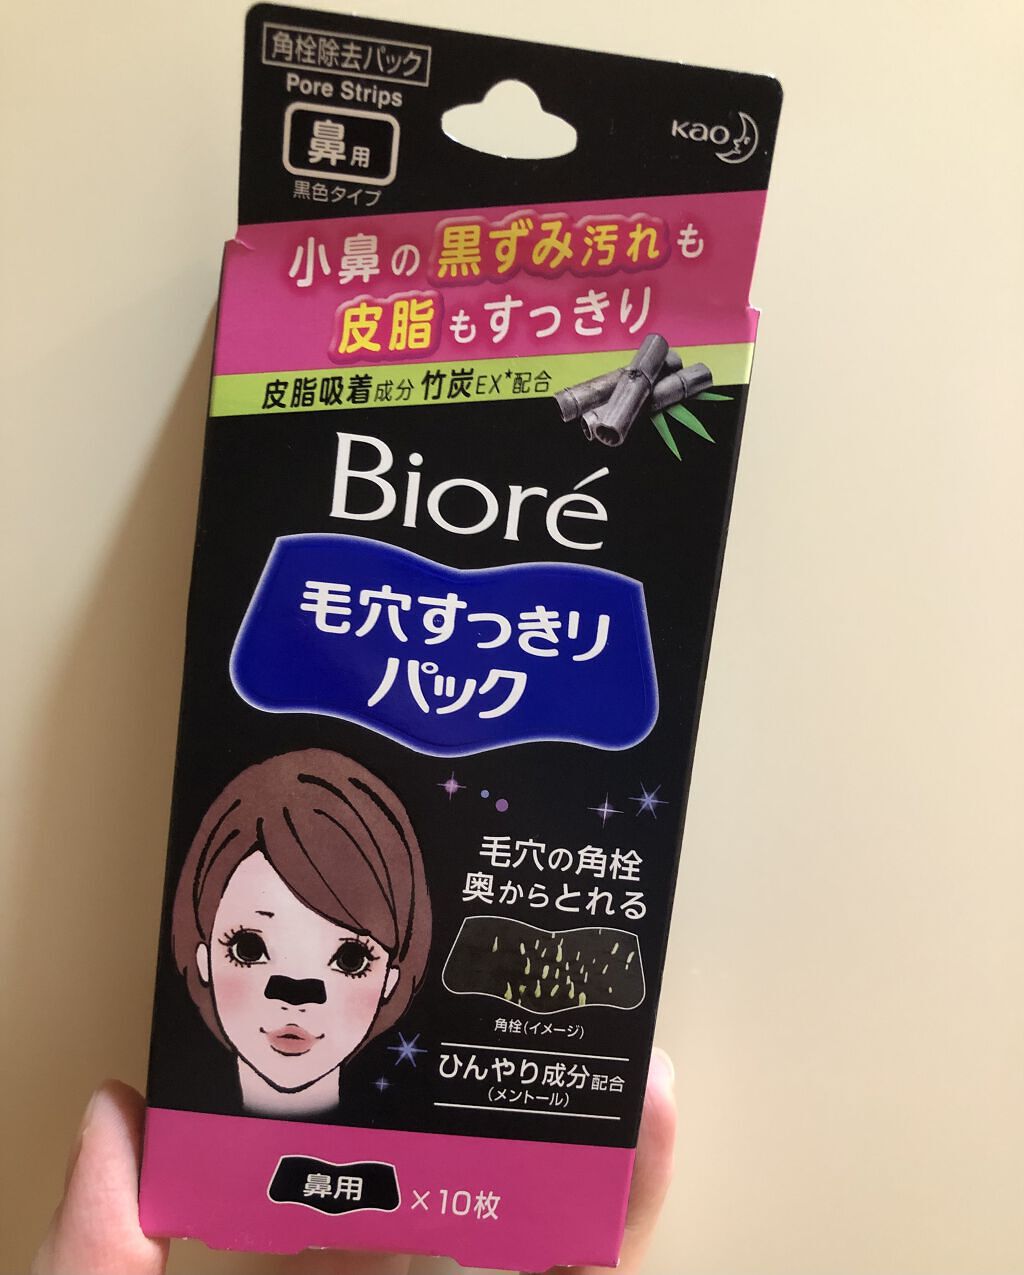 角栓除去パック
Pore Strips
鼻用
黒色タイプ
Kao
小鼻の黒ずみ汚れも
皮脂もすっきり
皮脂吸着成分 竹炭EX*配合
Bioré
毛穴すっきり
パック
毛穴の角栓
奥からとれる
角栓(イメージ)
ひんやり成分配合
(メントール)
鼻用 ×10枚